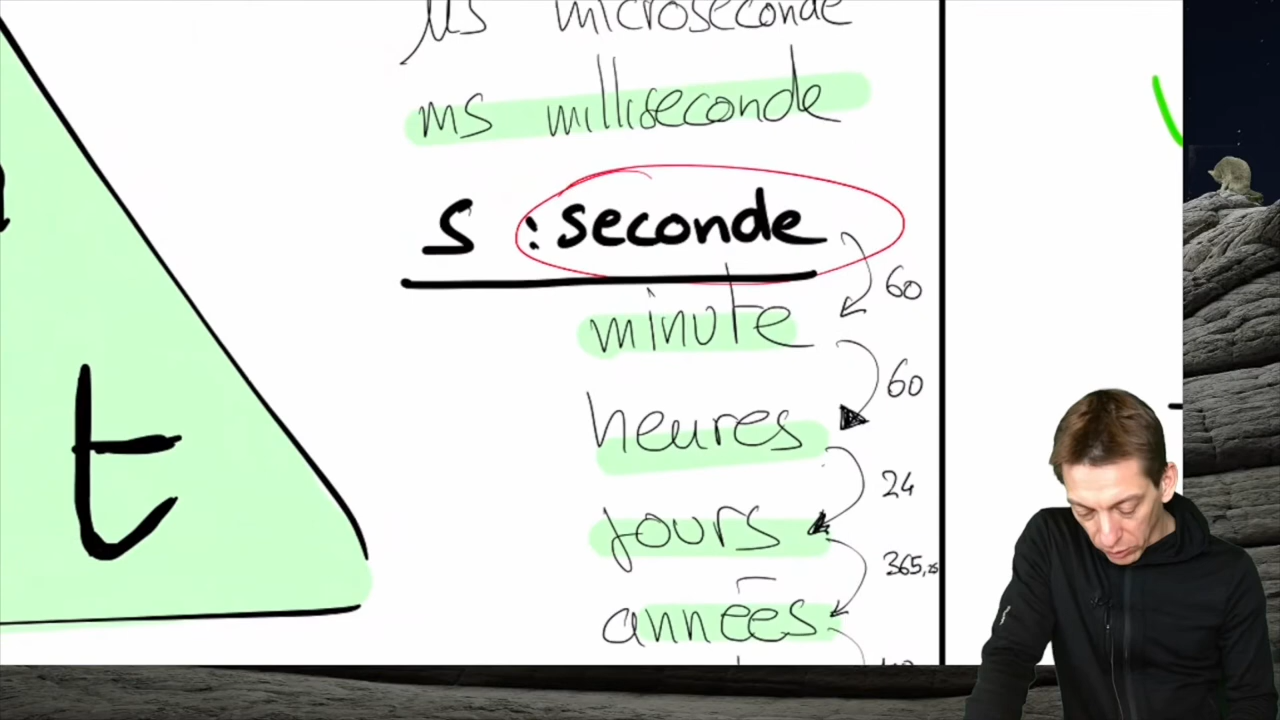 µs microseconde
ms milliseconde
s : seconde
60
minute
60
heures
24
jours
365,25
années
t